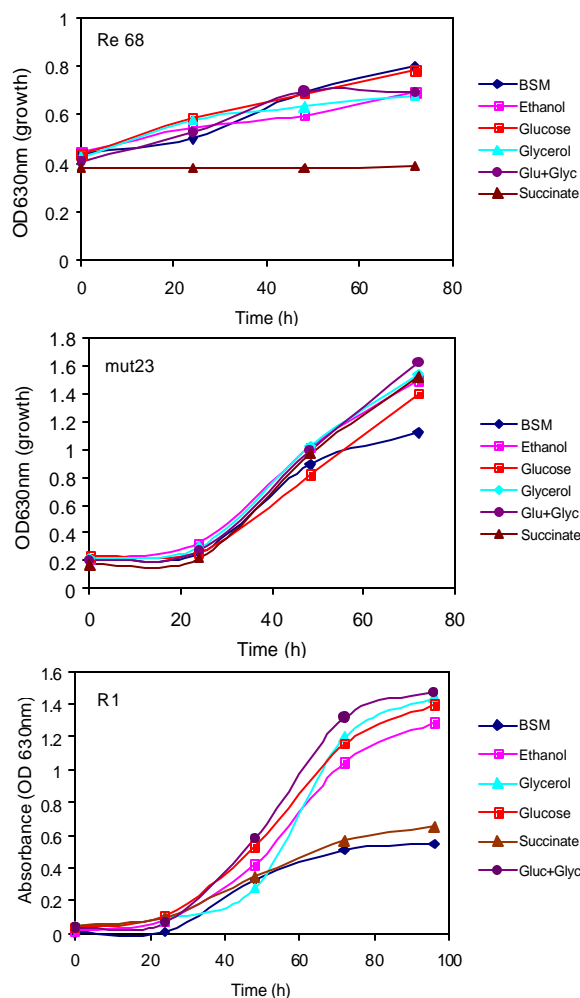 Re 68
OD630nm (growth)
1
0.8
0.6
0.4
0.2
0
0 20 40 60 80
Time (h)
BSM
Ethanol
Glucose
Glycerol
Glu+Glyc
Succinate
mut23
OD630nm (growth)
1.8
1.6
1.4
1.2
1
0.8
0.6
0.4
0.2
0
0 20 40 60 80
Time (h)
BSM
Ethanol
Glucose
Glycerol
Glu+Glyc
Succinate
R1
Absorbance (OD 630nm)
1.6
1.4
1.2
1
0.8
0.6
0.4
0.2
0
0 20 40 60 80 100
Time (h)
BSM
Ethanol
Glycerol
Glucose
Succinate
Gluc+Glyc